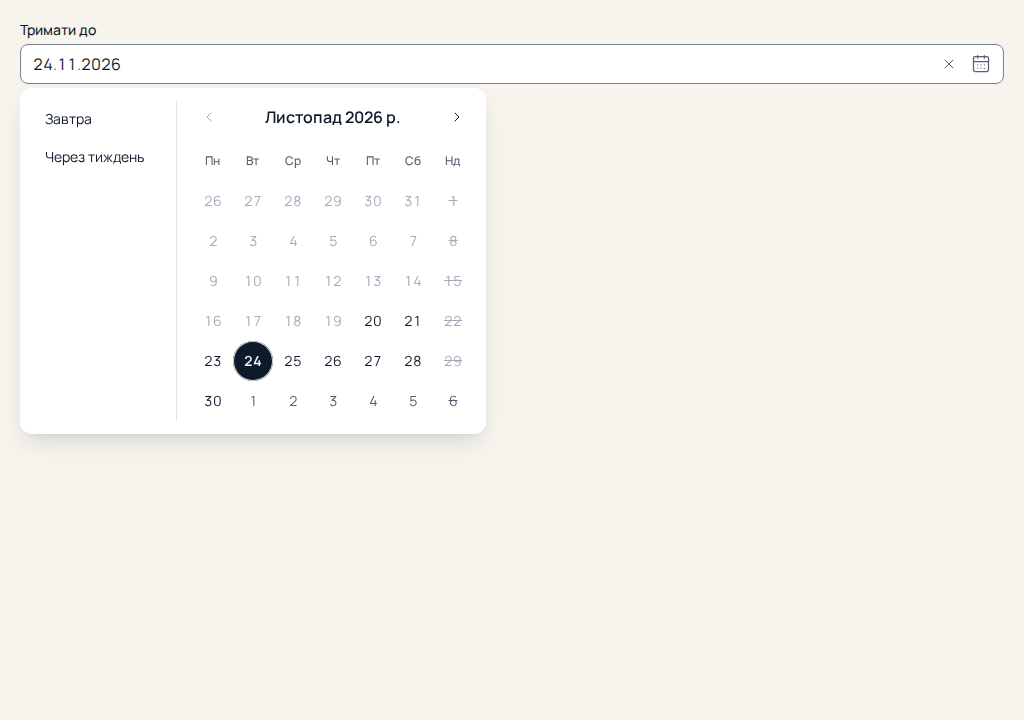 Тримати до
24.11.2026
Завтра
Через тиждень
Листопад 2026 р.
Пн Вт Ср Чт Пт Сб Нд
26 27 28 29 30 31 1
2 3 4 5 6 7 8
9 10 11 12 13 14 15
16 17 18 19 20 21 22
23 24 25 26 27 28 29
30 1 2 3 4 5 6